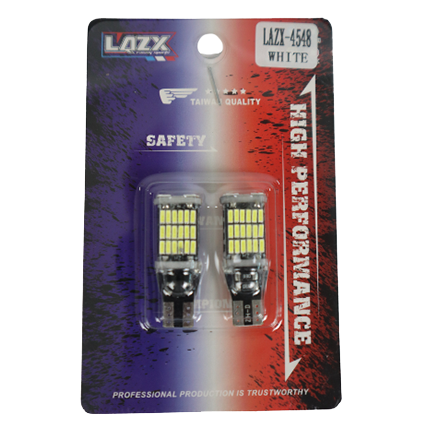 LAZX
LAZX-4548
WHITE
TAIWAN QUALITY
SAFETY
HIGH PERFORMANCE
PROFESSIONAL PRODUCTION IS TRUSTWORTHY